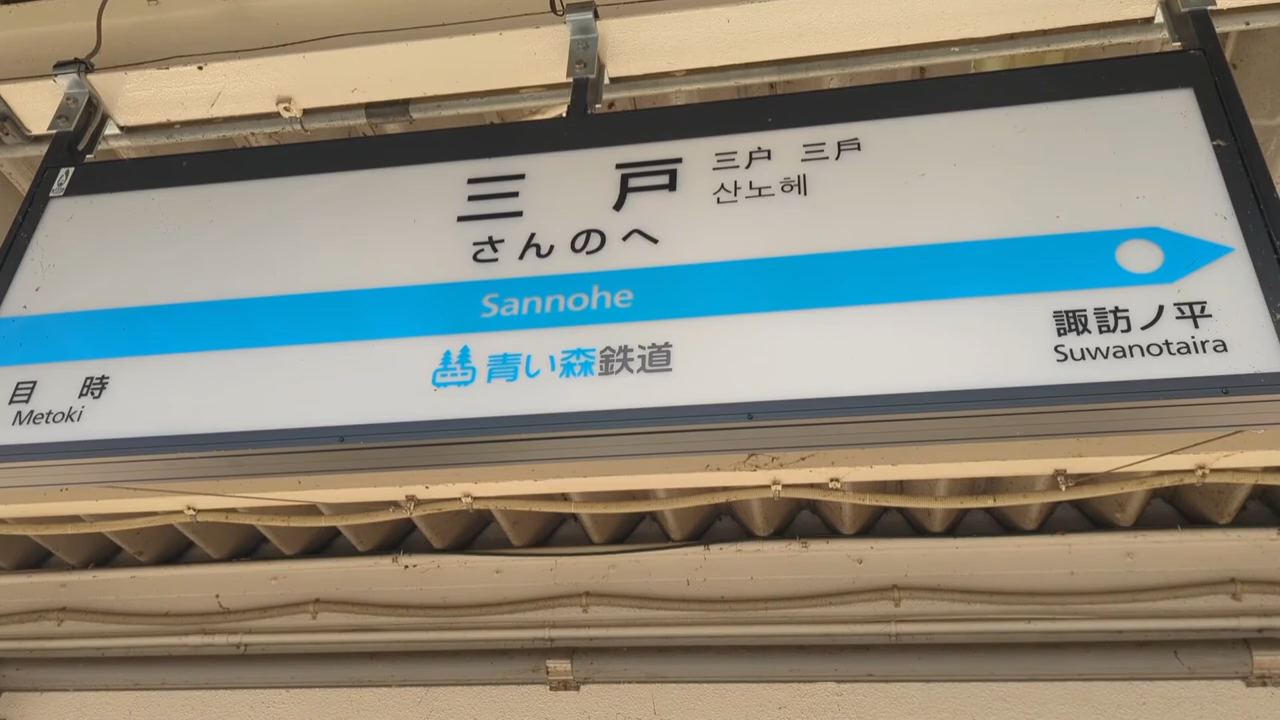 三戸
三户 三戶
산노헤
さんのへ
Sannohe
青い森鉄道
目時
Metoki
諏訪ノ平
Suwanotaira